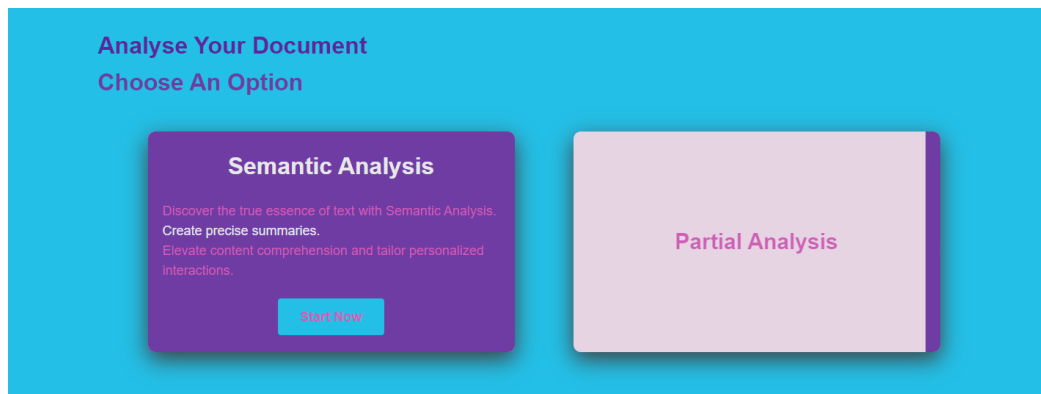 Analyse Your Document
Choose An Option
Semantic Analysis
Discover the true essence of text with Semantic Analysis.
Create precise summaries.
Elevate content comprehension and tailor personalized
interactions.
Start Now
Partial Analysis